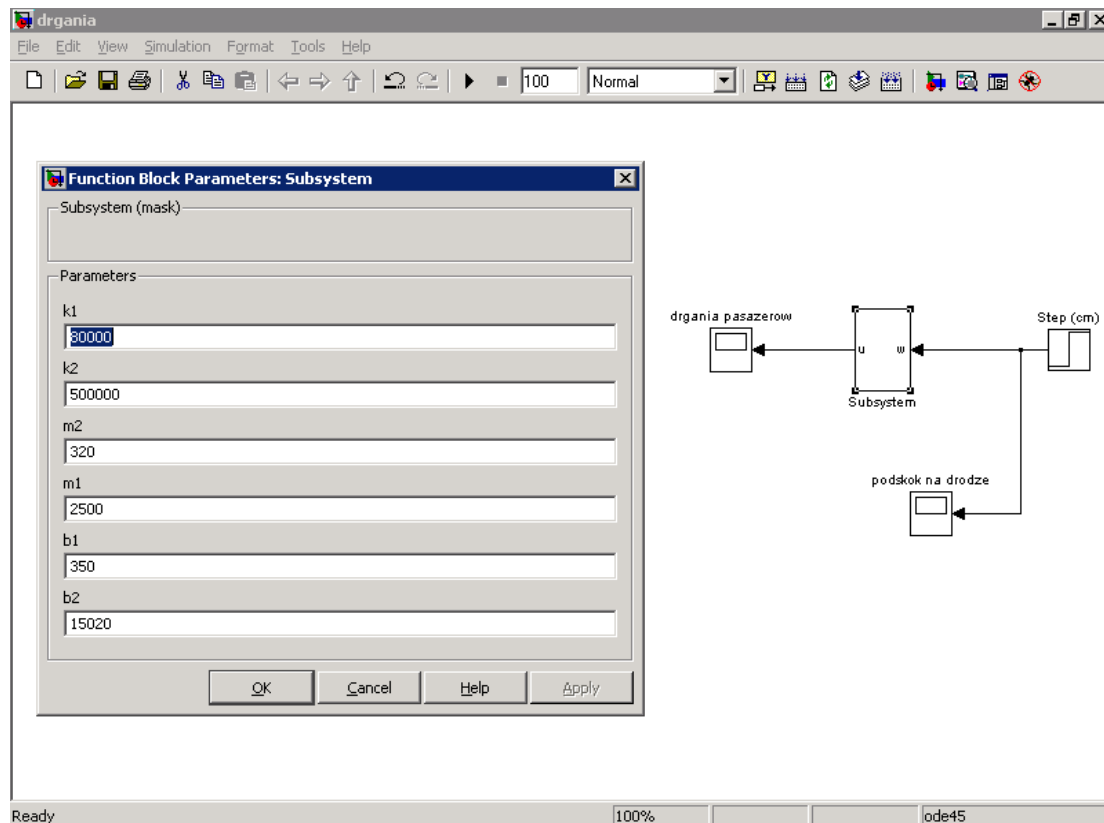 drgania
File Edit View Simulation Format Tools Help
100 Normal
Function Block Parameters: Subsystem
Subsystem (mask)
Parameters
k1
80000
k2
500000
m2
320
m1
2500
b1
350
b2
15020
OK Cancel Help Apply
drgania pasazerow
u w
Subsystem
Step (cm)
podskok na drodze
Ready 100% ode45